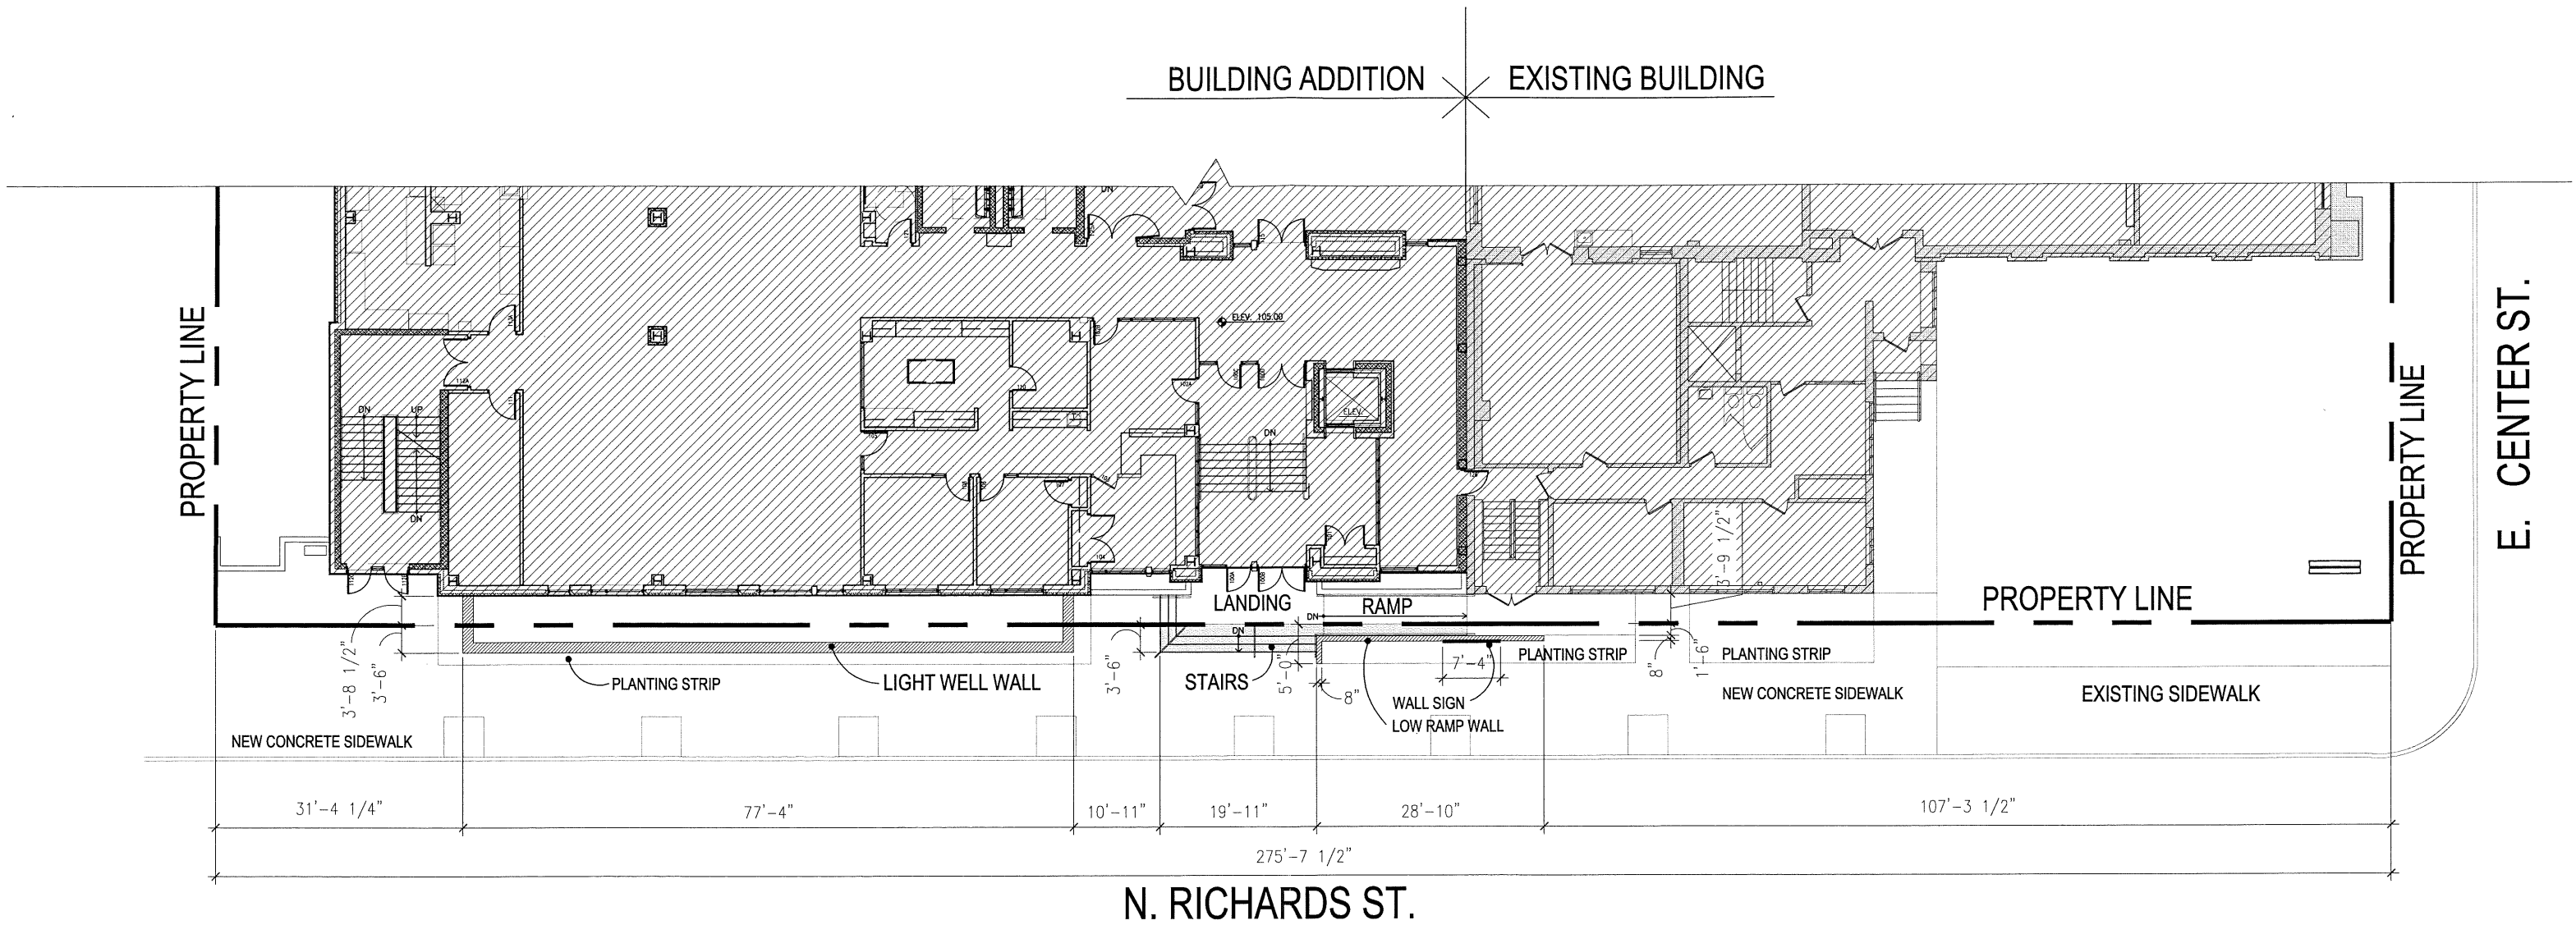 BUILDING ADDITION
EXISTING BUILDING
DN
ELEV. 105.00
PROPERTY LINE
E. CENTER ST.
PROPERTY LINE
112A
102A
DN
UP
ELEV.
DN
DN
3'-9 1/2"
104
LANDING
RAMP
PROPERTY LINE
DN
DN
3'-8 1/2"
3'-6"
3'-6"
5'-0"
7'-4"
8"
1'-6"
PLANTING STRIP
PLANTING STRIP
PLANTING STRIP
LIGHT WELL WALL
STAIRS
8"
WALL SIGN
LOW RAMP WALL
NEW CONCRETE SIDEWALK
EXISTING SIDEWALK
NEW CONCRETE SIDEWALK
31'-4 1/4"
77'-4"
10'-11"
19'-11"
28'-10"
107'-3 1/2"
275'-7 1/2"
N. RICHARDS ST.